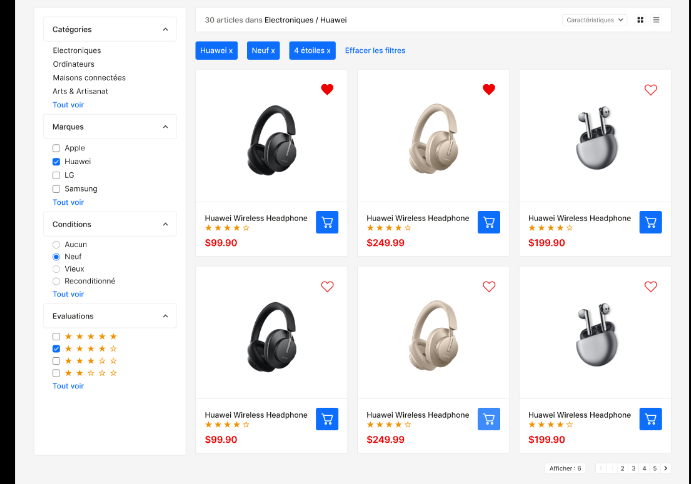 Catégories
Electroniques
Ordinateurs
Maisons connectées
Arts & Artisanat
Tout voir
Marques
Apple
Huawei
LG
Samsung
Tout voir
Conditions
Aucun
Neuf
Vieux
Reconditionné
Tout voir
Evaluations
Tout voir
30 articles dans Electroniques / Huawei
Caractéristiques
Huawei x
Neuf x
4 étoiles x
Effacer les filtres
Huawei Wireless Headphone
$99.90
Huawei Wireless Headphone
$249.99
Huawei Wireless Headphone
$199.90
Huawei Wireless Headphone
$99.90
Huawei Wireless Headphone
$249.99
Huawei Wireless Headphone
$199.90
Afficher : 6
2 3 4 5